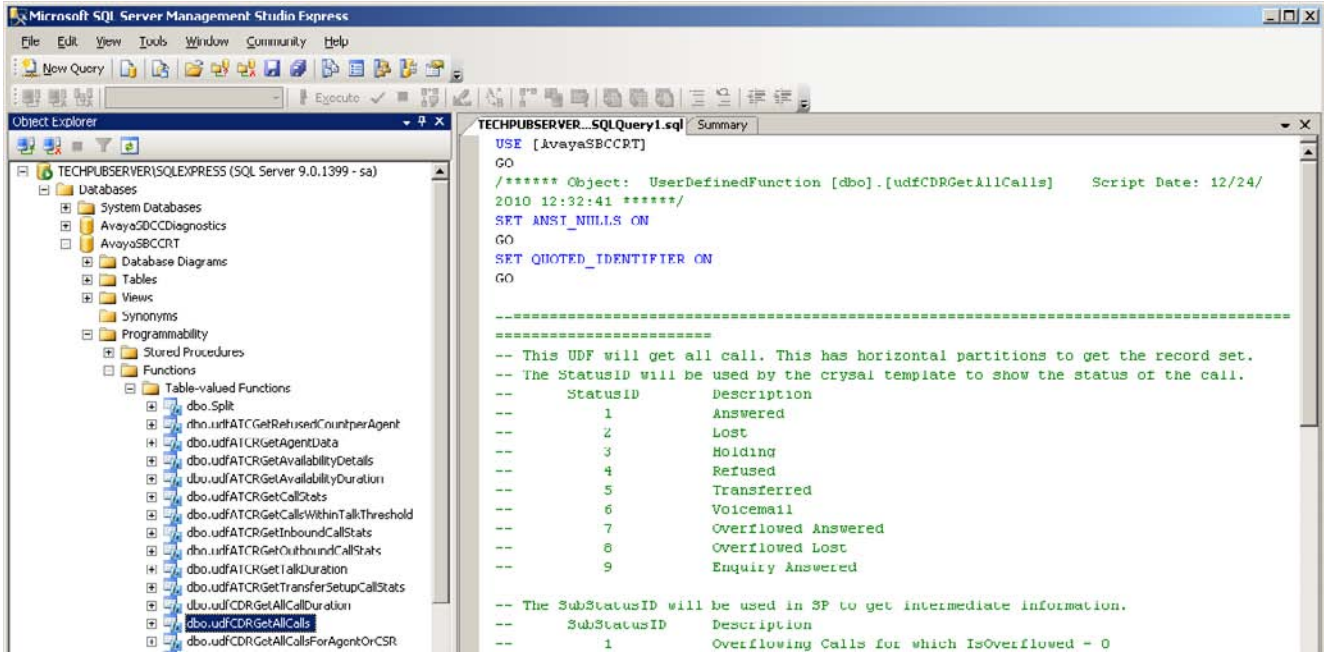 Microsoft SQL Server Management Studio Express
File Edit View Tools Window Community Help
New Query
Execute
Object Explorer
TECHPUBSERVER\SQLEXPRESS (SQL Server 9.0.1399 - sa)
Databases
System Databases
AvayaSBCCDiagnostics
AvayaSBCCRT
Database Diagrams
Tables
Views
Synonyms
Programmability
Stored Procedures
Functions
Table-valued Functions
dbo.Split
dbo.udfATCGetRefusedCountperAgent
dbo.udfATCRGetAgentData
dbo.udfATCRGetAvailabilityDetails
dbo.udfATCRGetAvailabilityDuration
dbo.udfATCRGetCallStats
dbo.udfATCRGetCallsWithinTalkThreshold
dbo.udfATCRGetInboundCallStats
dbo.udfATCRGetOutboundCallStats
dbo.udfATCRGetTalkDuration
dbo.udfATCRGetTransferSetupCallStats
dbo.udfCDRGetAllCallDuration
dbo.udfCDRGetAllCalls
dbo.udfCDRGetAllCallsForAgentOrCSR
TECHPUBSERVER...SQLQuery1.sql Summary
USE [AvayaSBCCRT]
GO
/****** Object: UserDefinedFunction [dbo].[udfCDRGetAllCalls] Script Date: 12/24/
2010 12:32:41 ******/
SET ANSI_NULLS ON
GO
SET QUOTED_IDENTIFIER ON
GO
--======================================================================================
========================
-- This UDF will get all call. This has horizontal partitions to get the record set.
-- The StatusID will be used by the crysal template to show the status of the call.
-- StatusID Description
-- 1 Answered
-- 2 Lost
-- 3 Holding
-- 4 Refused
-- 5 Transferred
-- 6 Voicemail
-- 7 Overflowed Answered
-- 8 Overflowed Lost
-- 9 Enquiry Answered
-- The SubStatusID will be used in SP to get intermediate information.
-- SubStatusID Description
-- 1 Overflowing Calls for which IsOverflowed = 0